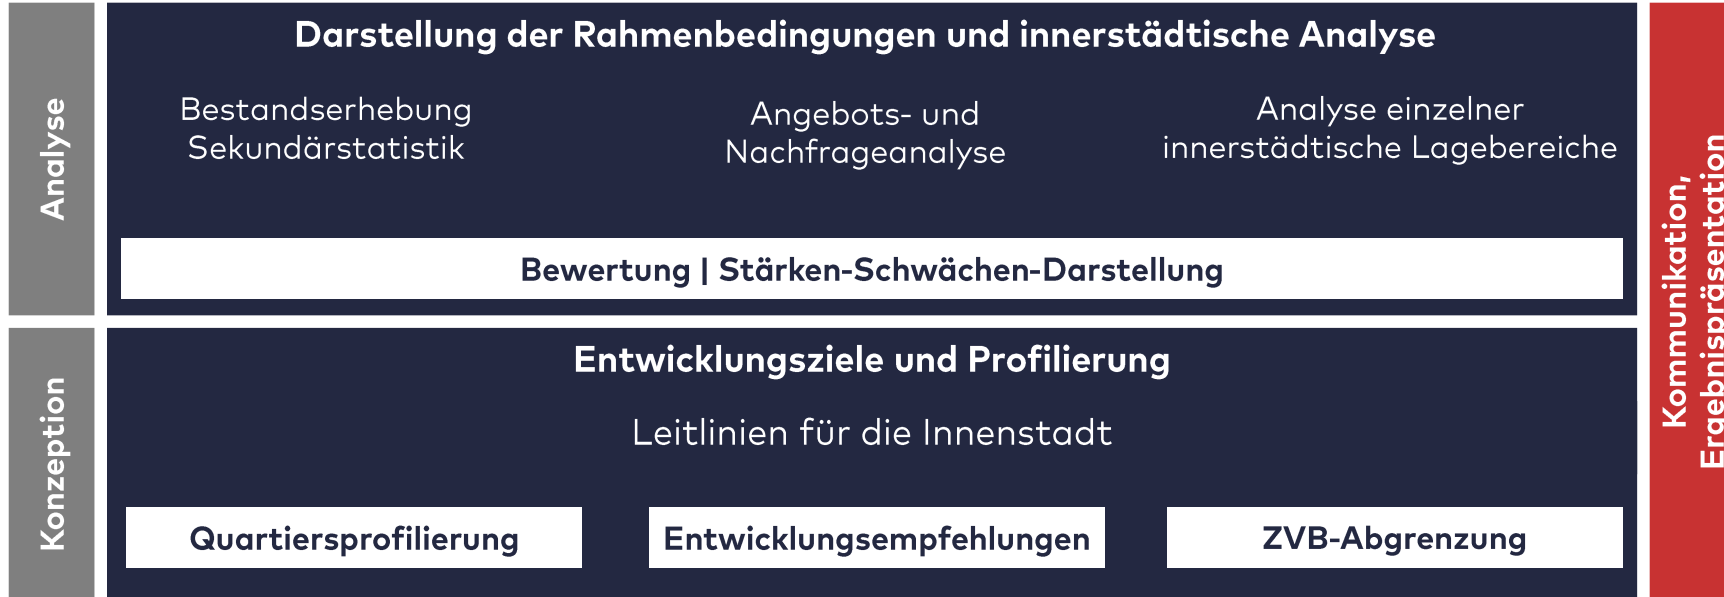 Analyse
Darstellung der Rahmenbedingungen und innerstädtische Analyse
Bestandserhebung
Sekundärstatistik
Angebots- und
Nachfrageanalyse
Analyse einzelner
innerstädtische Lagebereiche
Bewertung | Stärken-Schwächen-Darstellung
Konzeption
Entwicklungsziele und Profilierung
Leitlinien für die Innenstadt
Quartiersprofilierung
Entwicklungsempfehlungen
ZVB-Abgrenzung
Kommunikation,
Ergebnispräsentation